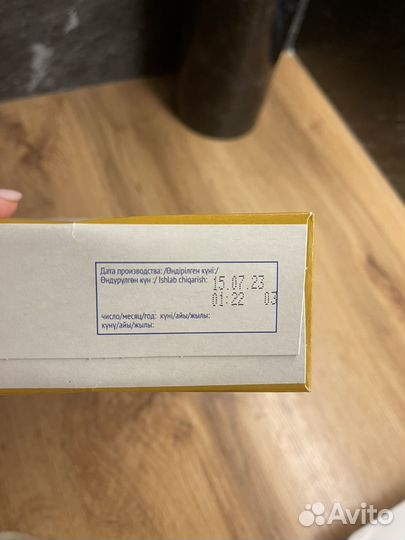 Дата производства: /Өндірілген күні:/
Өндүрүлгөн күн :/ Ishlab chiqarish: 15.07.23
01:22 03
число/месяц/год: күні/айы/жылы:
күнү/айы/жылы:
Avito